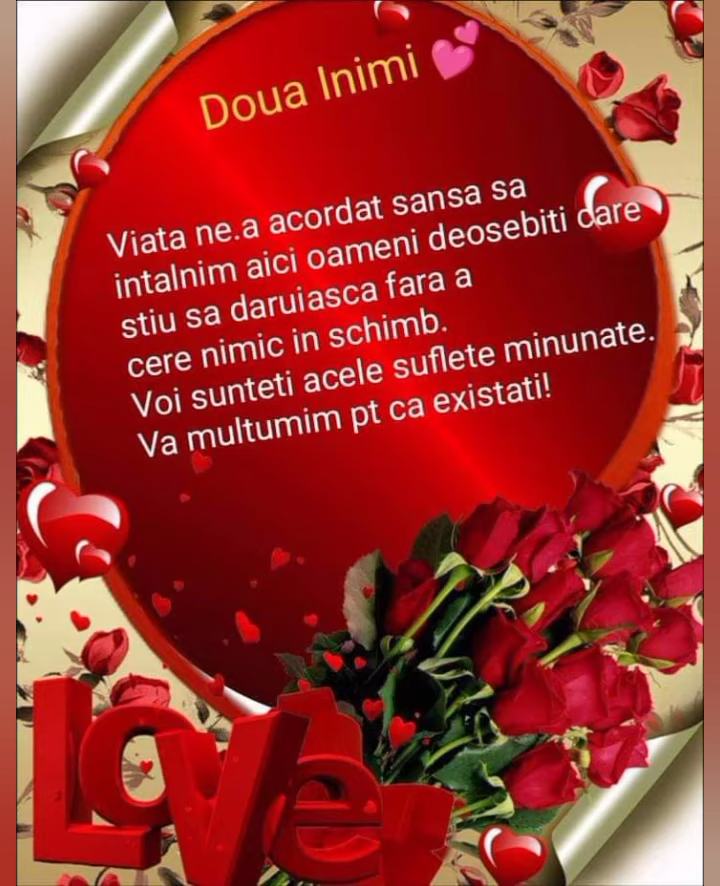 Doua Inimi 💕
Viata ne.a acordat sansa sa
intalnim aici oameni deosebiti care
stiu sa daruiasca fara a
cere nimic in schimb.
Voi sunteti acele suflete minunate.
Va multumim pt ca existati!
Love